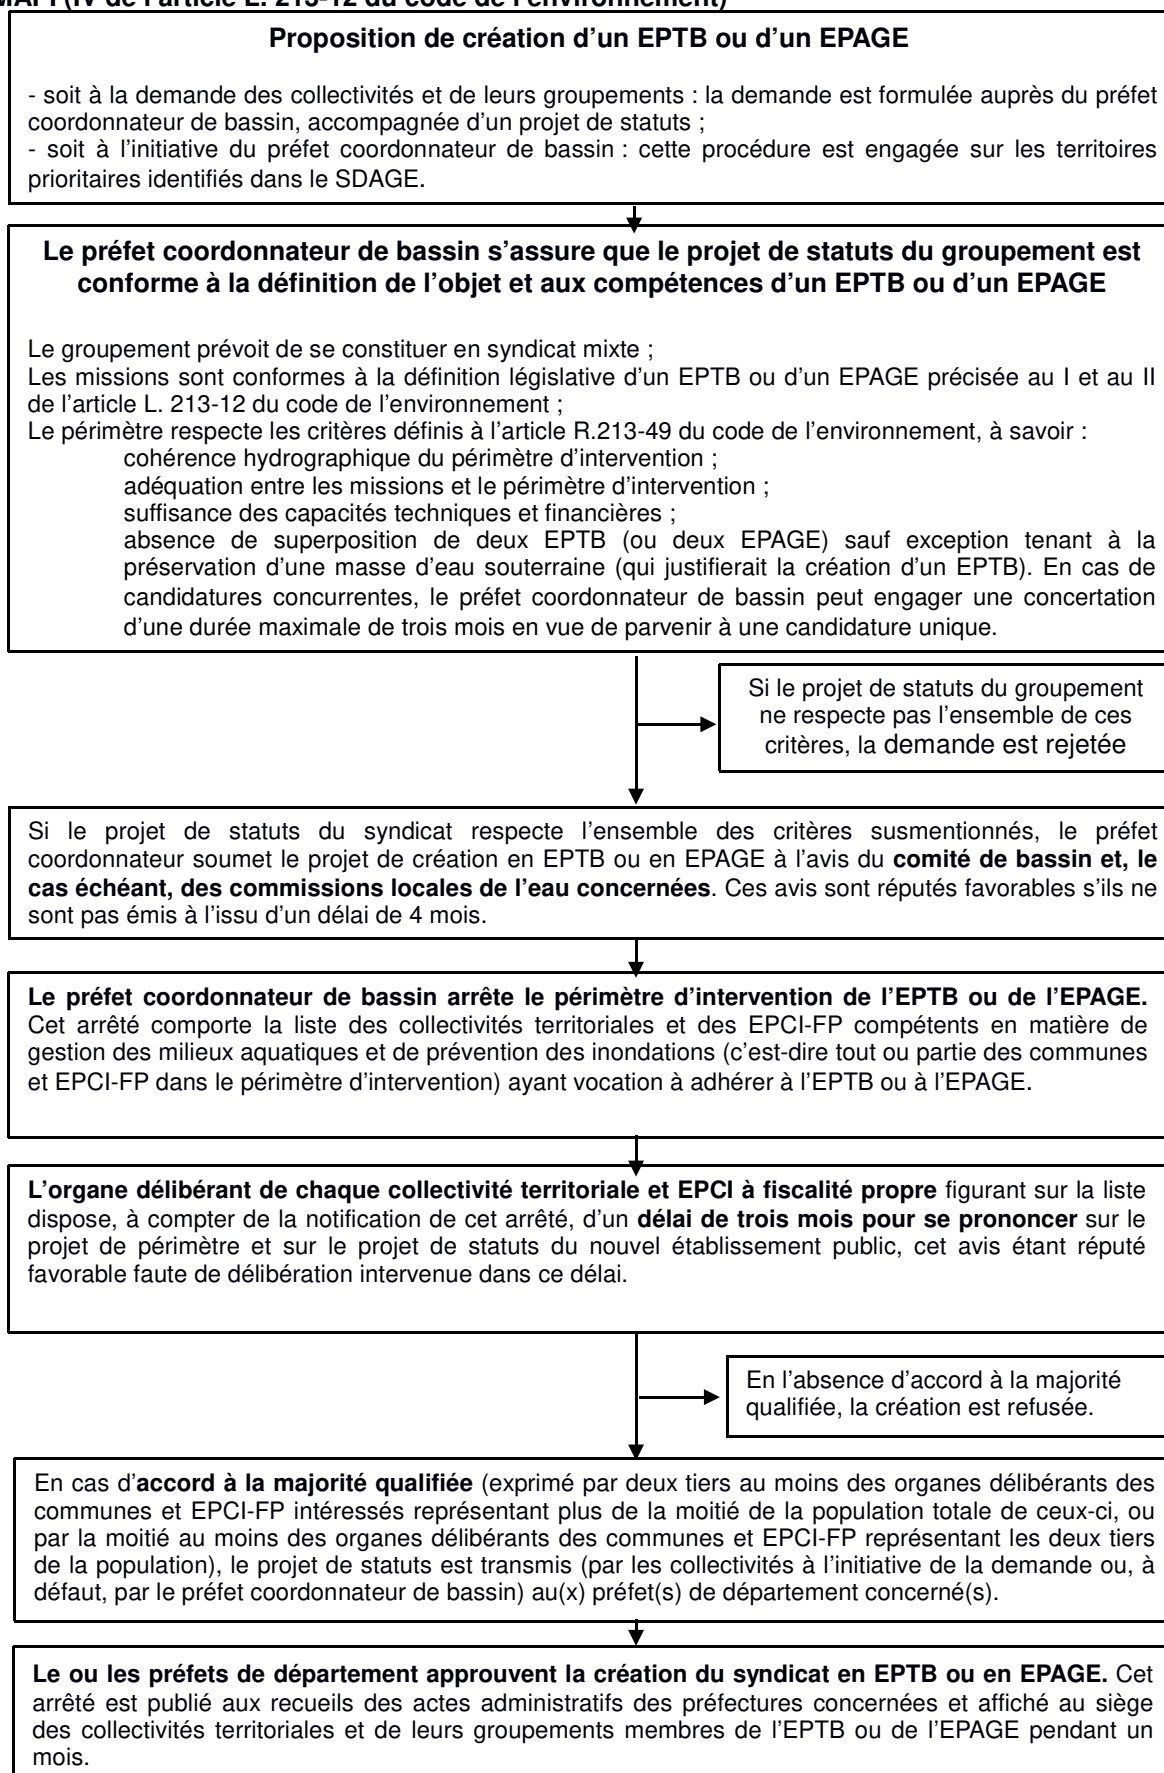 (IV de l'article L. 213-12 du code de l'environnement)
Proposition de création d'un EPTB ou d'un EPAGE
- soit à la demande des collectivités et de leurs groupements : la demande est formulée auprès du préfet
coordonnateur de bassin, accompagnée d'un projet de statuts ;
- soit à l'initiative du préfet coordonnateur de bassin : cette procédure est engagée sur les territoires
prioritaires identifiés dans le SDAGE.
Le préfet coordonnateur de bassin s'assure que le projet de statuts du groupement est
conforme à la définition de l'objet et aux compétences d'un EPTB ou d'un EPAGE
Le groupement prévoit de se constituer en syndicat mixte ;
Les missions sont conformes à la définition législative d'un EPTB ou d'un EPAGE précisée au I et au II
de l'article L. 213-12 du code de l'environnement ;
Le périmètre respecte les critères définis à l'article R.213-49 du code de l'environnement, à savoir :
cohérence hydrographique du périmètre d'intervention ;
adéquation entre les missions et le périmètre d'intervention ;
suffisance des capacités techniques et financières ;
absence de superposition de deux EPTB (ou deux EPAGE) sauf exception tenant à la
préservation d'une masse d'eau souterraine (qui justifierait la création d'un EPTB). En cas de
candidatures concurrentes, le préfet coordonnateur de bassin peut engager une concertation
d'une durée maximale de trois mois en vue de parvenir à une candidature unique.
Si le projet de statuts du groupement
ne respecte pas l'ensemble de ces
critères, la demande est rejetée
Si le projet de statuts du syndicat respecte l'ensemble des critères susmentionnés, le préfet
coordonnateur soumet le projet de création en EPTB ou en EPAGE à l'avis du comité de bassin et, le
cas échéant, des commissions locales de l'eau concernées. Ces avis sont réputés favorables s'ils ne
sont pas émis à l'issu d'un délai de 4 mois.
Le préfet coordonnateur de bassin arrête le périmètre d'intervention de l'EPTB ou de l'EPAGE.
Cet arrêté comporte la liste des collectivités territoriales et des EPCI-FP compétents en matière de
gestion des milieux aquatiques et de prévention des inondations (c'est-dire tout ou partie des communes
et EPCI-FP dans le périmètre d'intervention) ayant vocation à adhérer à l'EPTB ou à l'EPAGE.
L'organe délibérant de chaque collectivité territoriale et EPCI à fiscalité propre figurant sur la liste
dispose, à compter de la notification de cet arrêté, d'un délai de trois mois pour se prononcer sur le
projet de périmètre et sur le projet de statuts du nouvel établissement public, cet avis étant réputé
favorable faute de délibération intervenue dans ce délai.
En l'absence d'accord à la majorité
qualifiée, la création est refusée.
En cas d'accord à la majorité qualifiée (exprimé par deux tiers au moins des organes délibérants des
communes et EPCI-FP intéressés représentant plus de la moitié de la population totale de ceux-ci, ou
par la moitié au moins des organes délibérants des communes et EPCI-FP représentant les deux tiers
de la population), le projet de statuts est transmis (par les collectivités à l'initiative de la demande ou, à
défaut, par le préfet coordonnateur de bassin) au(x) préfet(s) de département concerné(s).
Le ou les préfets de département approuvent la création du syndicat en EPTB ou en EPAGE. Cet
arrêté est publié aux recueils des actes administratifs des préfectures concernées et affiché au siège
des collectivités territoriales et de leurs groupements membres de l'EPTB ou de l'EPAGE pendant un
mois.